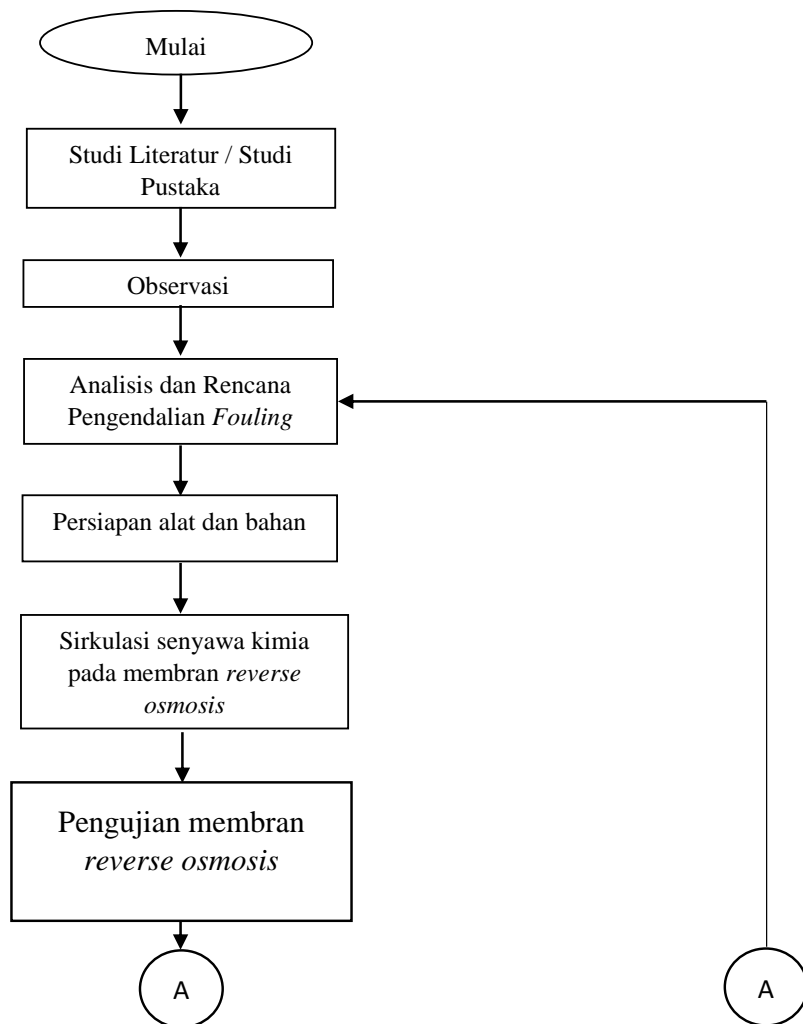 Mulai
Studi Literatur / Studi
Pustaka
Observasi
Analisis dan Rencana
Pengendalian Fouling
Persiapan alat dan bahan
Sirkulasi senyawa kimia
pada membran reverse
osmosis
Pengujian membran
reverse osmosis
A
A